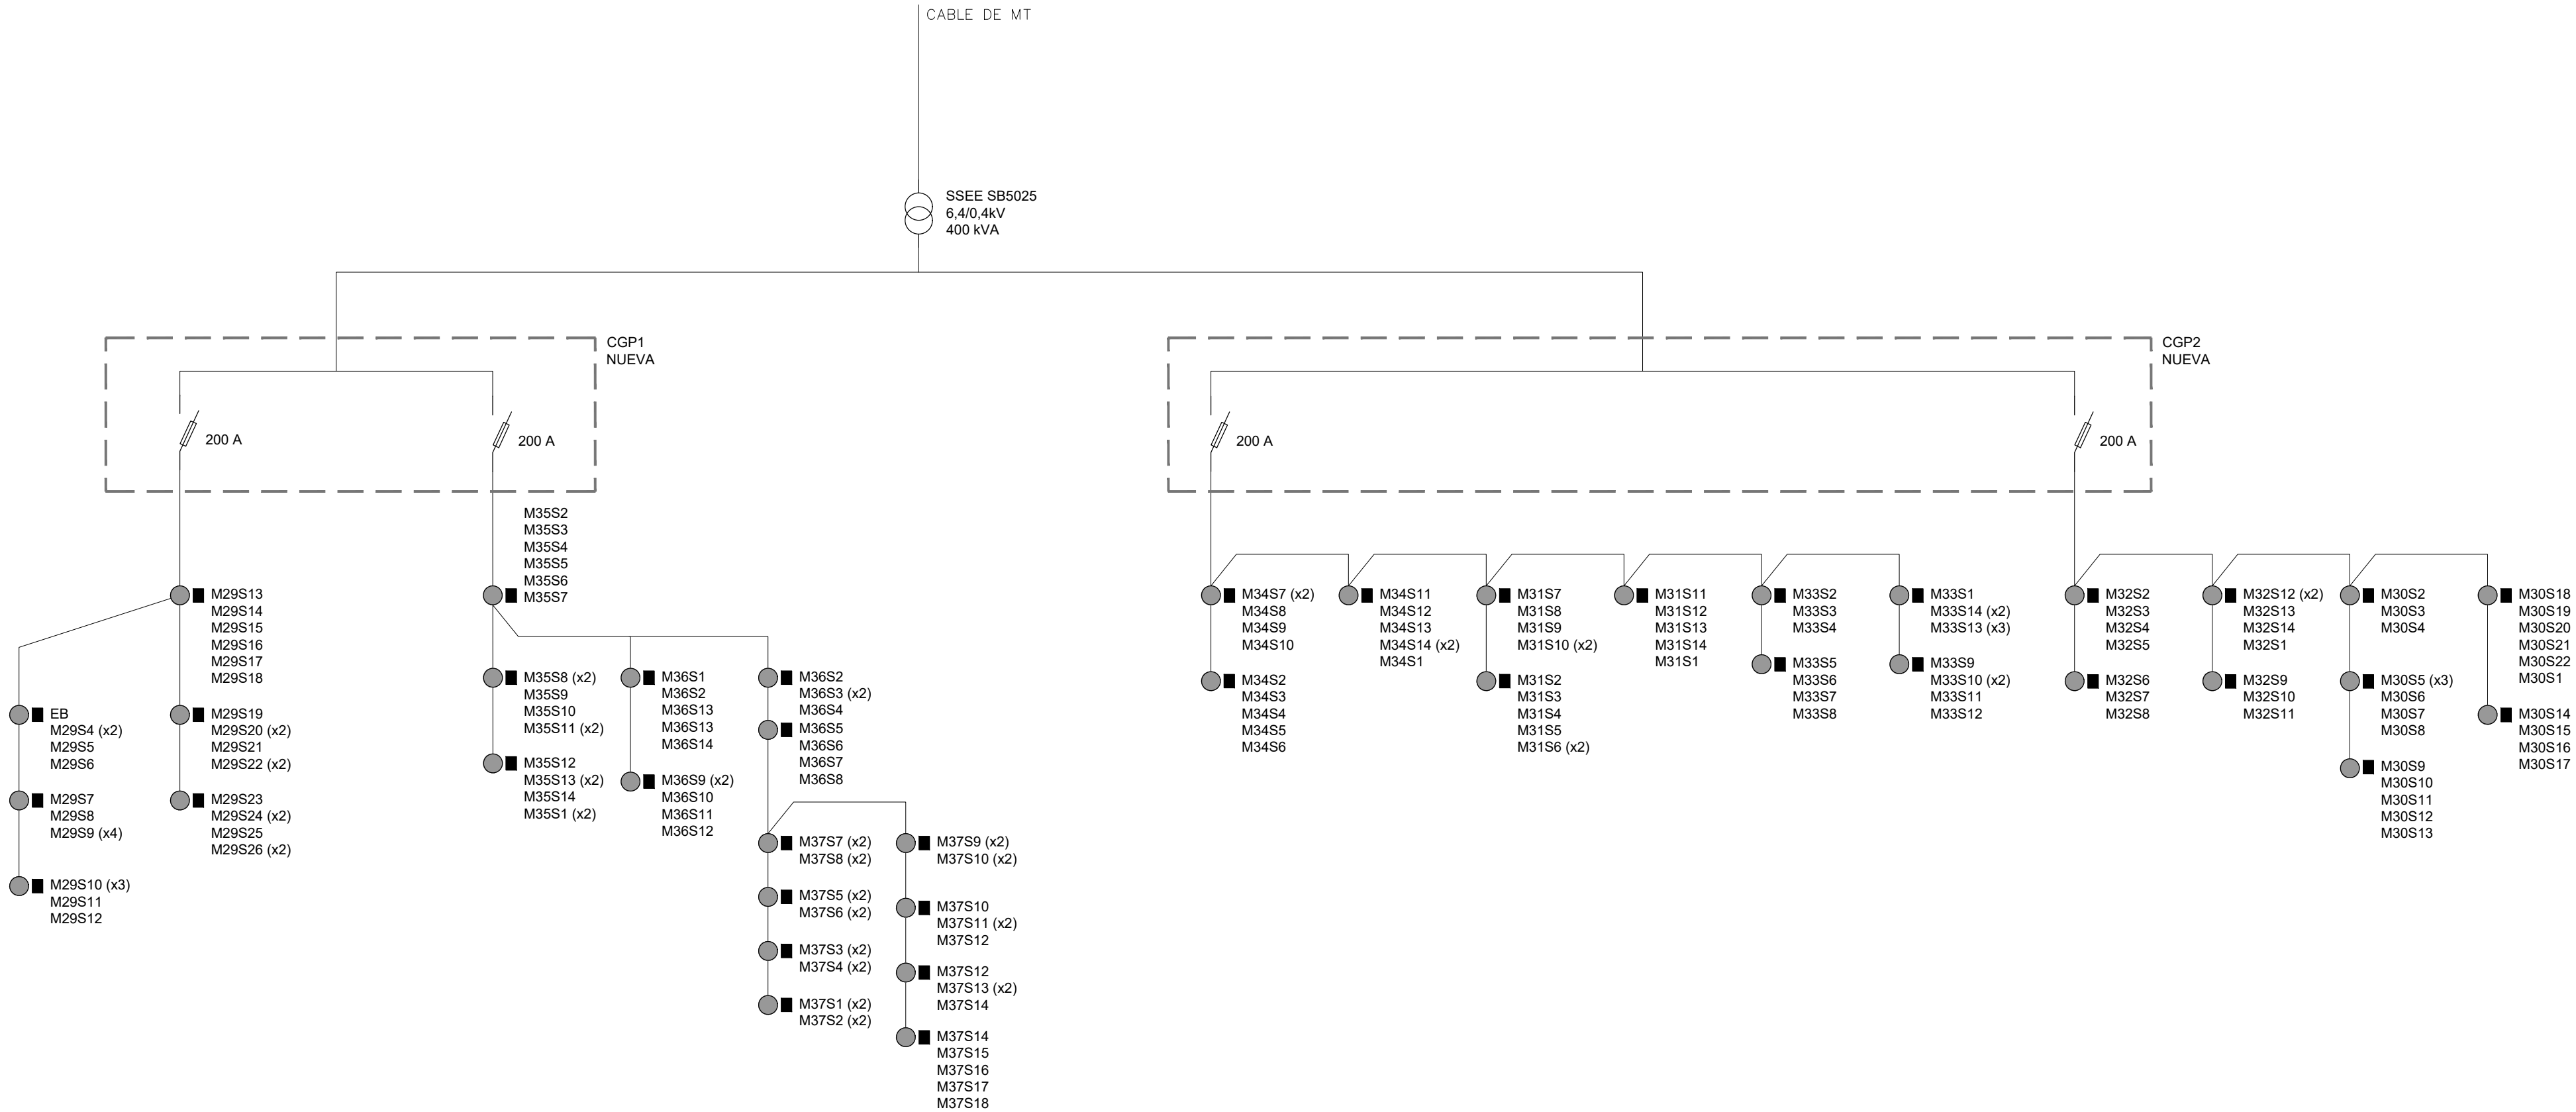 CABLE DE MT
SSEE SB5025
6,4/0,4kV
400 kVA
CGP1
NUEVA
200 A
200 A
CGP2
NUEVA
200 A
200 A
M29S13
M29S14
M29S15
M29S16
M29S17
M29S18
EB
M29S4 (x2)
M29S5
M29S6
M29S7
M29S8
M29S9 (x4)
M29S10 (x3)
M29S11
M29S12
M29S19
M29S20 (x2)
M29S21
M29S22 (x2)
M29S23
M29S24 (x2)
M29S25
M29S26 (x2)
M35S2
M35S3
M35S4
M35S5
M35S6
M35S7
M35S8 (x2)
M35S9
M35S10
M35S11 (x2)
M35S12
M35S13 (x2)
M35S14
M35S1 (x2)
M36S1
M36S2
M36S13
M36S13
M36S14
M36S9 (x2)
M36S10
M36S11
M36S12
M36S2
M36S3 (x2)
M36S4
M36S5
M36S6
M36S7
M36S8
M37S7 (x2)
M37S8 (x2)
M37S5 (x2)
M37S6 (x2)
M37S3 (x2)
M37S4 (x2)
M37S1 (x2)
M37S2 (x2)
M37S9 (x2)
M37S10 (x2)
M37S10
M37S11 (x2)
M37S12
M37S12
M37S13 (x2)
M37S14
M37S14
M37S15
M37S16
M37S17
M37S18
M34S7 (x2)
M34S8
M34S9
M34S10
M34S2
M34S3
M34S4
M34S5
M34S6
M34S11
M34S12
M34S13
M34S14 (x2)
M34S1
M31S7
M31S8
M31S9
M31S10 (x2)
M31S2
M31S3
M31S4
M31S5
M31S6 (x2)
M31S11
M31S12
M31S13
M31S14
M31S1
M33S2
M33S3
M33S4
M33S5
M33S6
M33S7
M33S8
M33S1
M33S14 (x2)
M33S13 (x3)
M33S9
M33S10 (x2)
M33S11
M33S12
M32S2
M32S3
M32S4
M32S5
M32S6
M32S7
M32S8
M32S12 (x2)
M32S13
M32S14
M32S1
M32S9
M32S10
M32S11
M30S2
M30S3
M30S4
M30S5 (x3)
M30S6
M30S7
M30S8
M30S9
M30S10
M30S11
M30S12
M30S13
M30S18
M30S19
M30S20
M30S21
M30S22
M30S1
M30S14
M30S15
M30S16
M30S17